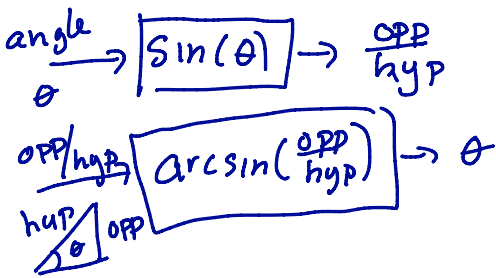 angle θ → sin(θ) → opp/hyp
opp/hyp → arcsin(opp/hyp) → θ
hyp θ opp